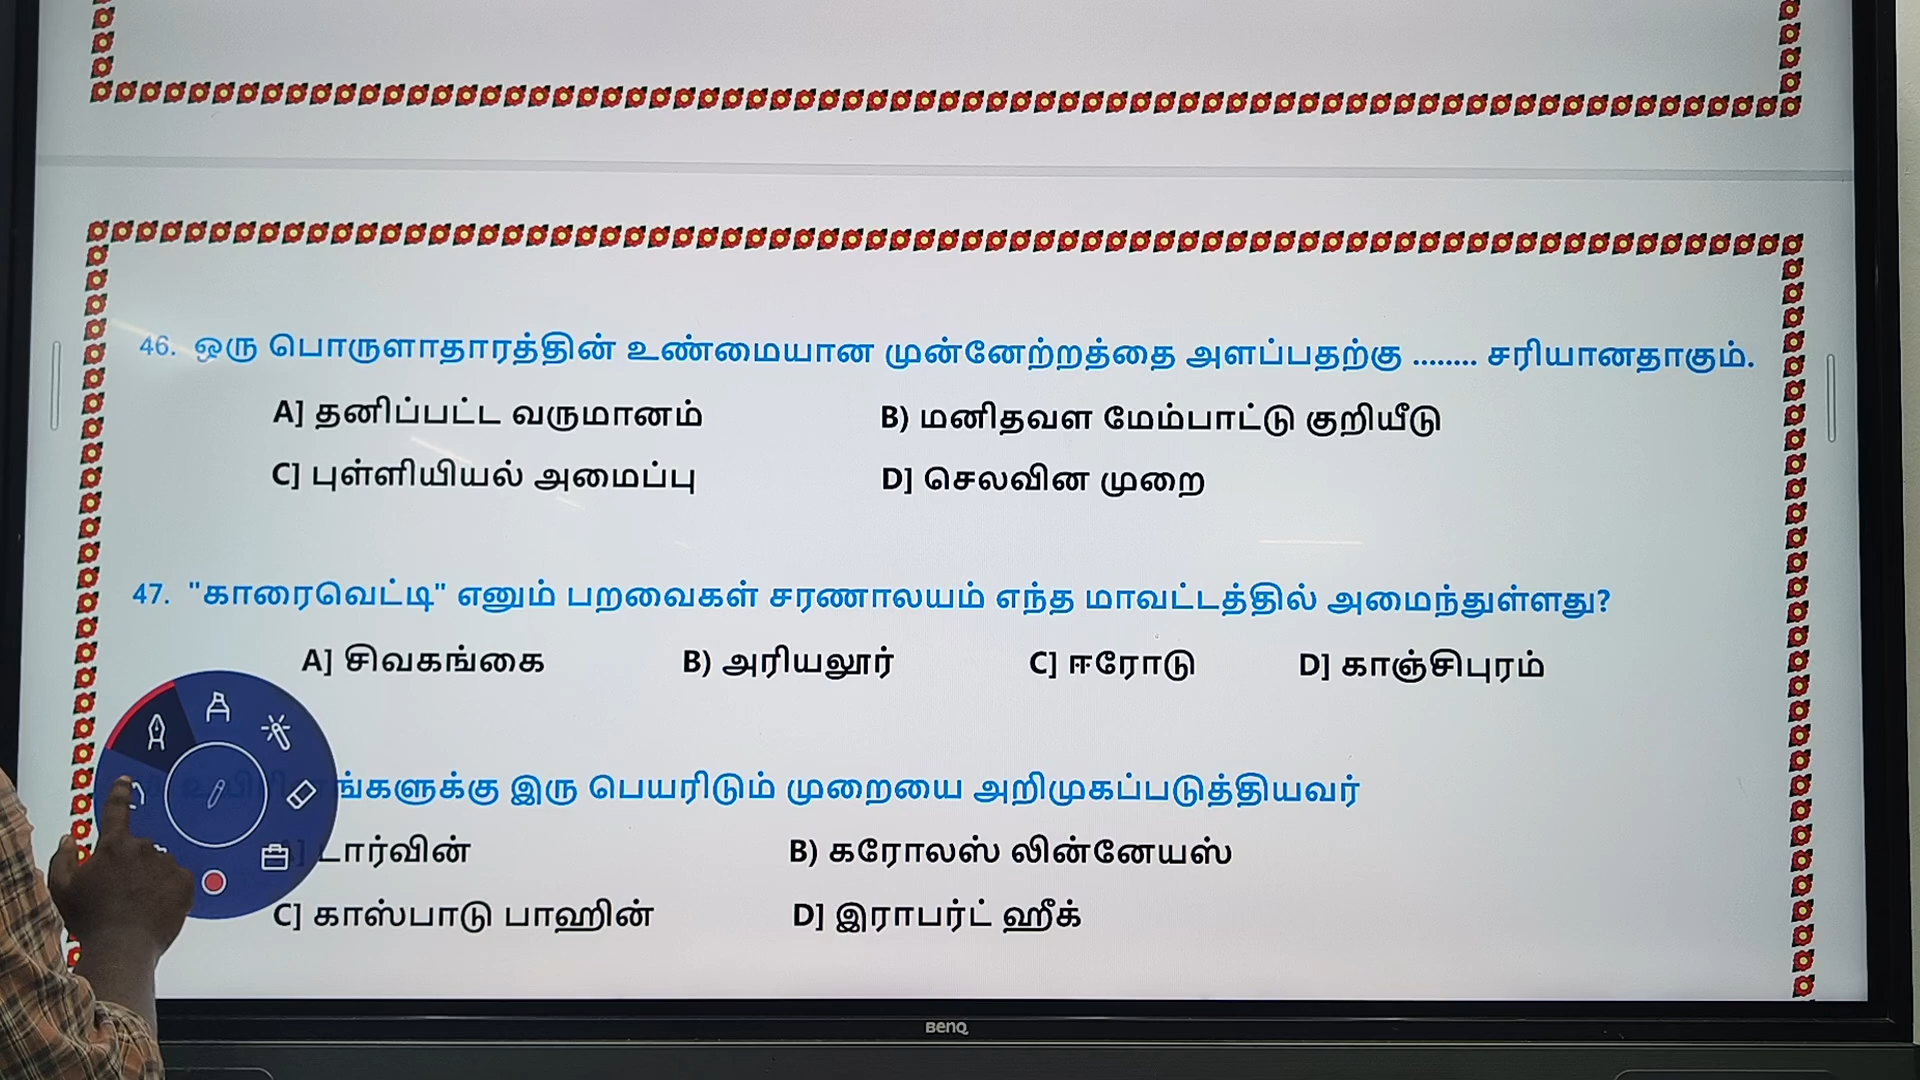 46. ஒரு பொருளாதாரத்தின் உண்மையான முன்னேற்றத்தை அளப்பதற்கு ........ சரியானதாகும்.
A] தனிப்பட்ட வருமானம் B) மனிதவள மேம்பாட்டு குறியீடு
C] புள்ளியியல் அமைப்பு D] செலவின முறை
47. "காரைவெட்டி" எனும் பறவைகள் சரணாலயம் எந்த மாவட்டத்தில் அமைந்துள்ளது?
A] சிவகங்கை B) அரியலூர் C] ஈரோடு D] காஞ்சிபுரம்
இரு பெயரிடும் முறையை அறிமுகப்படுத்தியவர்
டார்வின் B) கரோலஸ் லின்னேயஸ்
C] காஸ்பாடு பாஹின் D] இராபர்ட் ஹீக்
BenQ